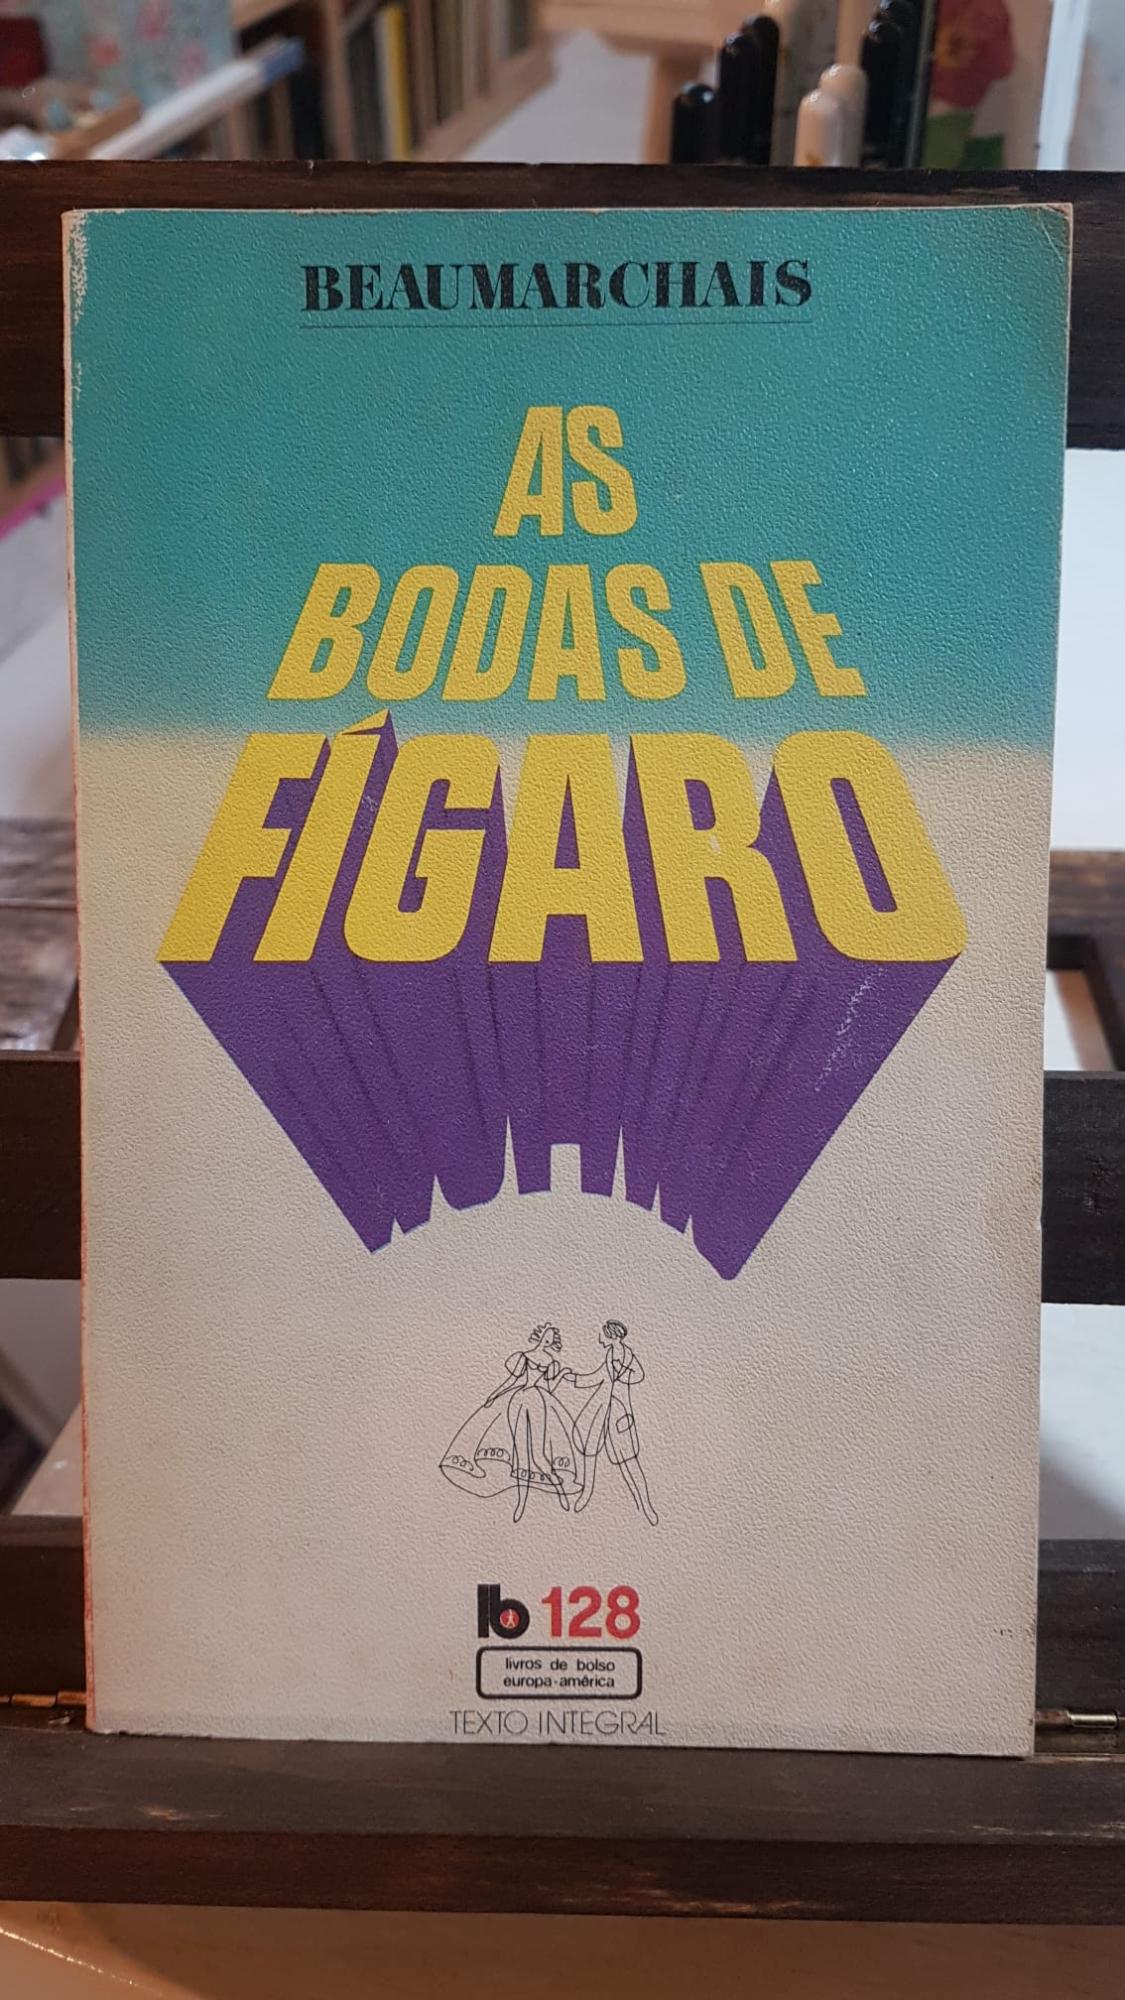 BEAUMARCHAIS
AS
BODAS DE
FÍGARO
lb 128
livros de bolso
europa-américa
TEXTO INTEGRAL